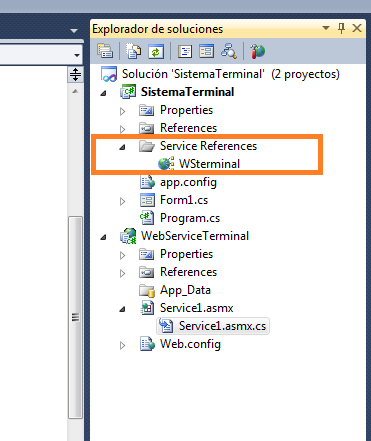 Explorador de soluciones
Solución 'SistemaTerminal' (2 proyectos)
SistemaTerminal
Properties
References
Service References
WSterminal
app.config
Form1.cs
Program.cs
WebServiceTerminal
Properties
References
App_Data
Service1.asmx
Service1.asmx.cs
Web.config